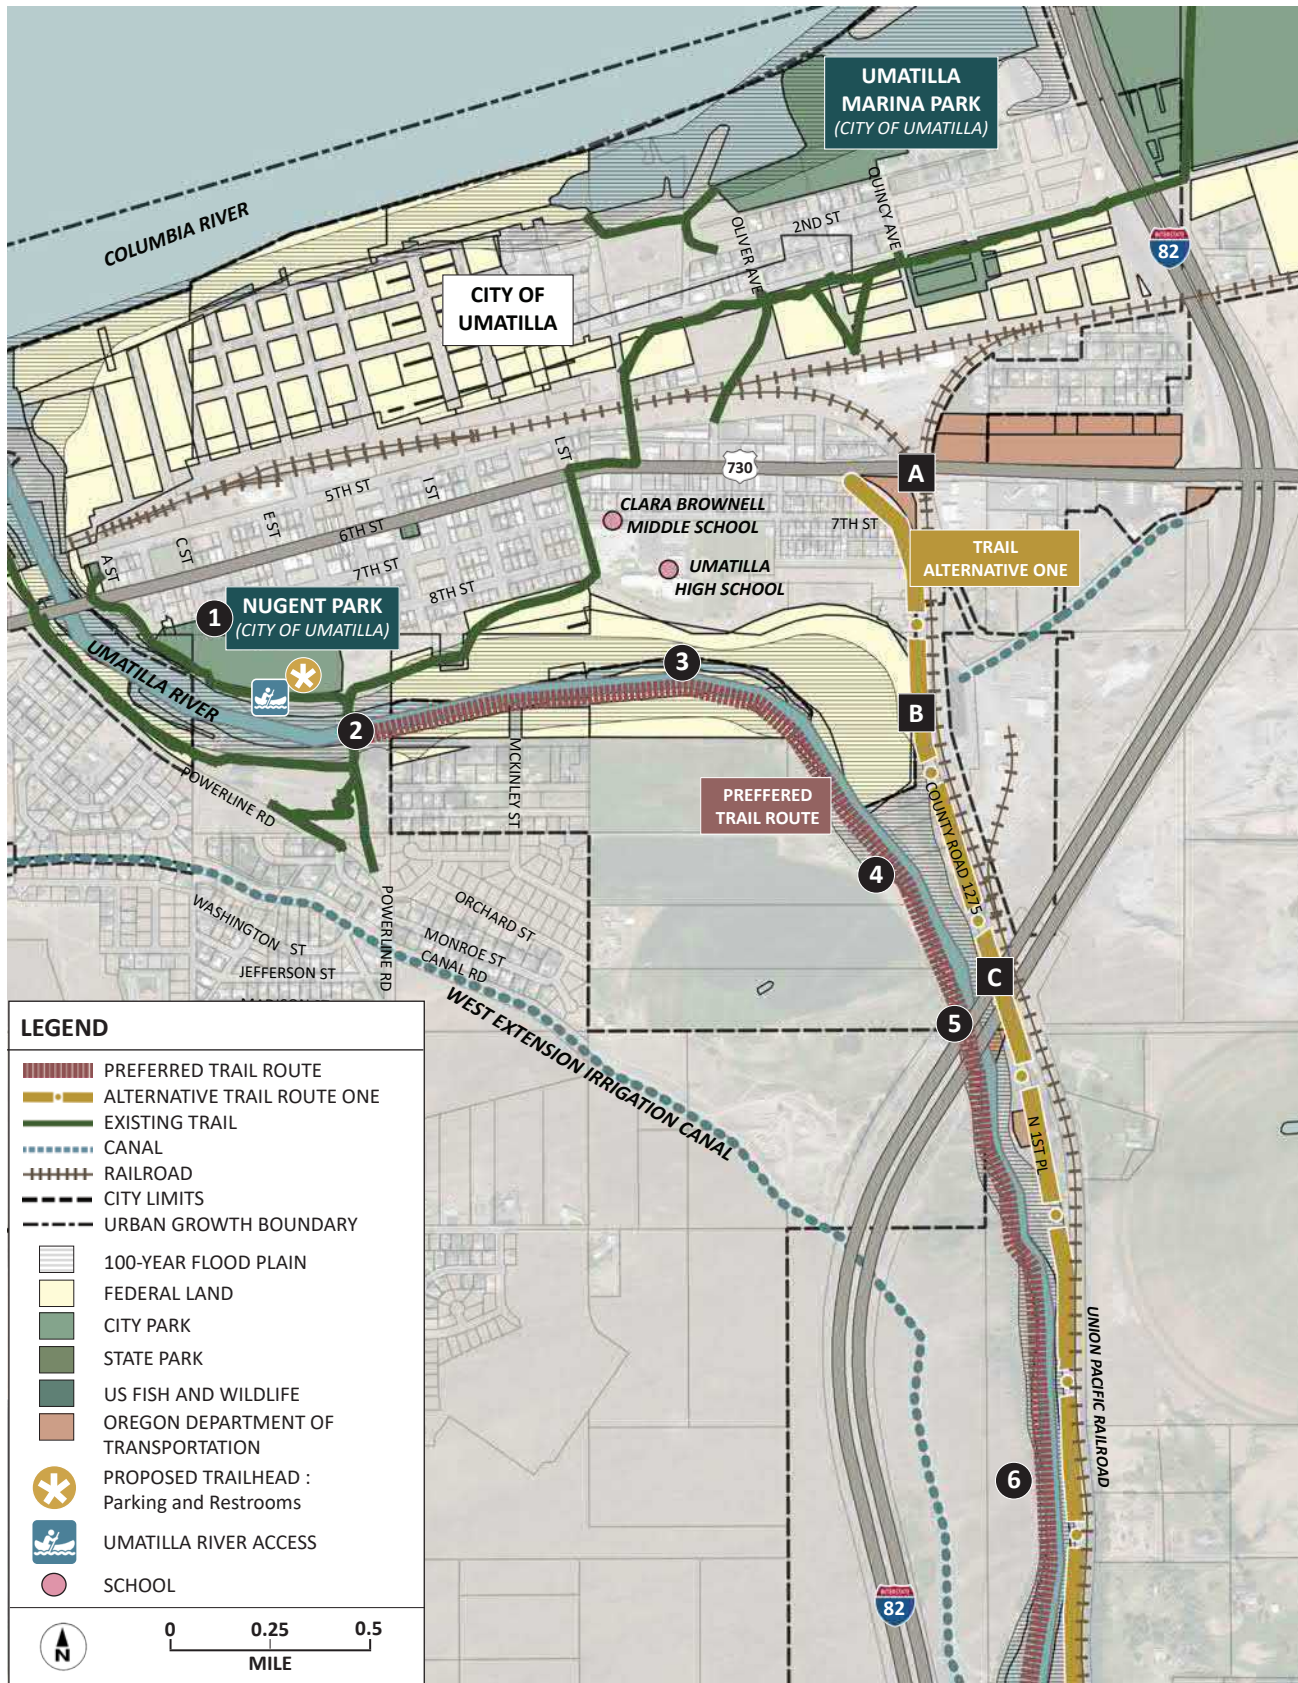 UMATILLA
MARINA PARK
(CITY OF UMATILLA)
COLUMBIA RIVER
QUINCY AVE
2ND ST
OLIVER AVE
82
CITY OF
UMATILLA
L ST
730
A
5TH ST
I ST
E ST
6TH ST
C ST
7TH ST
A ST
8TH ST
CLARA BROWNELL
MIDDLE SCHOOL
7TH ST
UMATILLA
HIGH SCHOOL
TRAIL
ALTERNATIVE ONE
1
NUGENT PARK
(CITY OF UMATILLA)
UMATILLA RIVER
3
2
B
MCKINLEY ST
POWERLINE RD
PREFFERED
TRAIL ROUTE
COUNTY ROAD 1275
4
POWERLINE RD
ORCHARD ST
WASHINGTON ST
MONROE ST
CANAL RD
JEFFERSON ST
C
WEST EXTENSION IRRIGATION CANAL
5
N 1ST PL
UNION PACIFIC RAILROAD
6
82
LEGEND
PREFERRED TRAIL ROUTE
ALTERNATIVE TRAIL ROUTE ONE
EXISTING TRAIL
CANAL
RAILROAD
CITY LIMITS
URBAN GROWTH BOUNDARY
100-YEAR FLOOD PLAIN
FEDERAL LAND
CITY PARK
STATE PARK
US FISH AND WILDLIFE
OREGON DEPARTMENT OF
TRANSPORTATION
PROPOSED TRAILHEAD :
Parking and Restrooms
UMATILLA RIVER ACCESS
SCHOOL
N
0 0.25 0.5
MILE